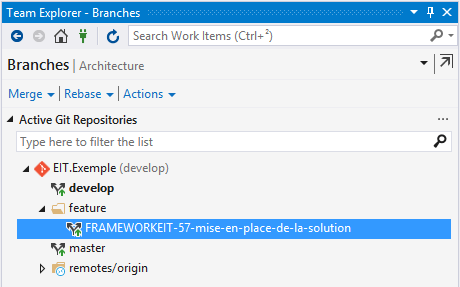 Team Explorer - Branches
Search Work Items (Ctrl+²)
Branches | Architecture
Merge Rebase Actions
Active Git Repositories
Type here to filter the list
EIT.Exemple (develop)
develop
feature
FRAMEWORKEIT-57-mise-en-place-de-la-solution
master
remotes/origin